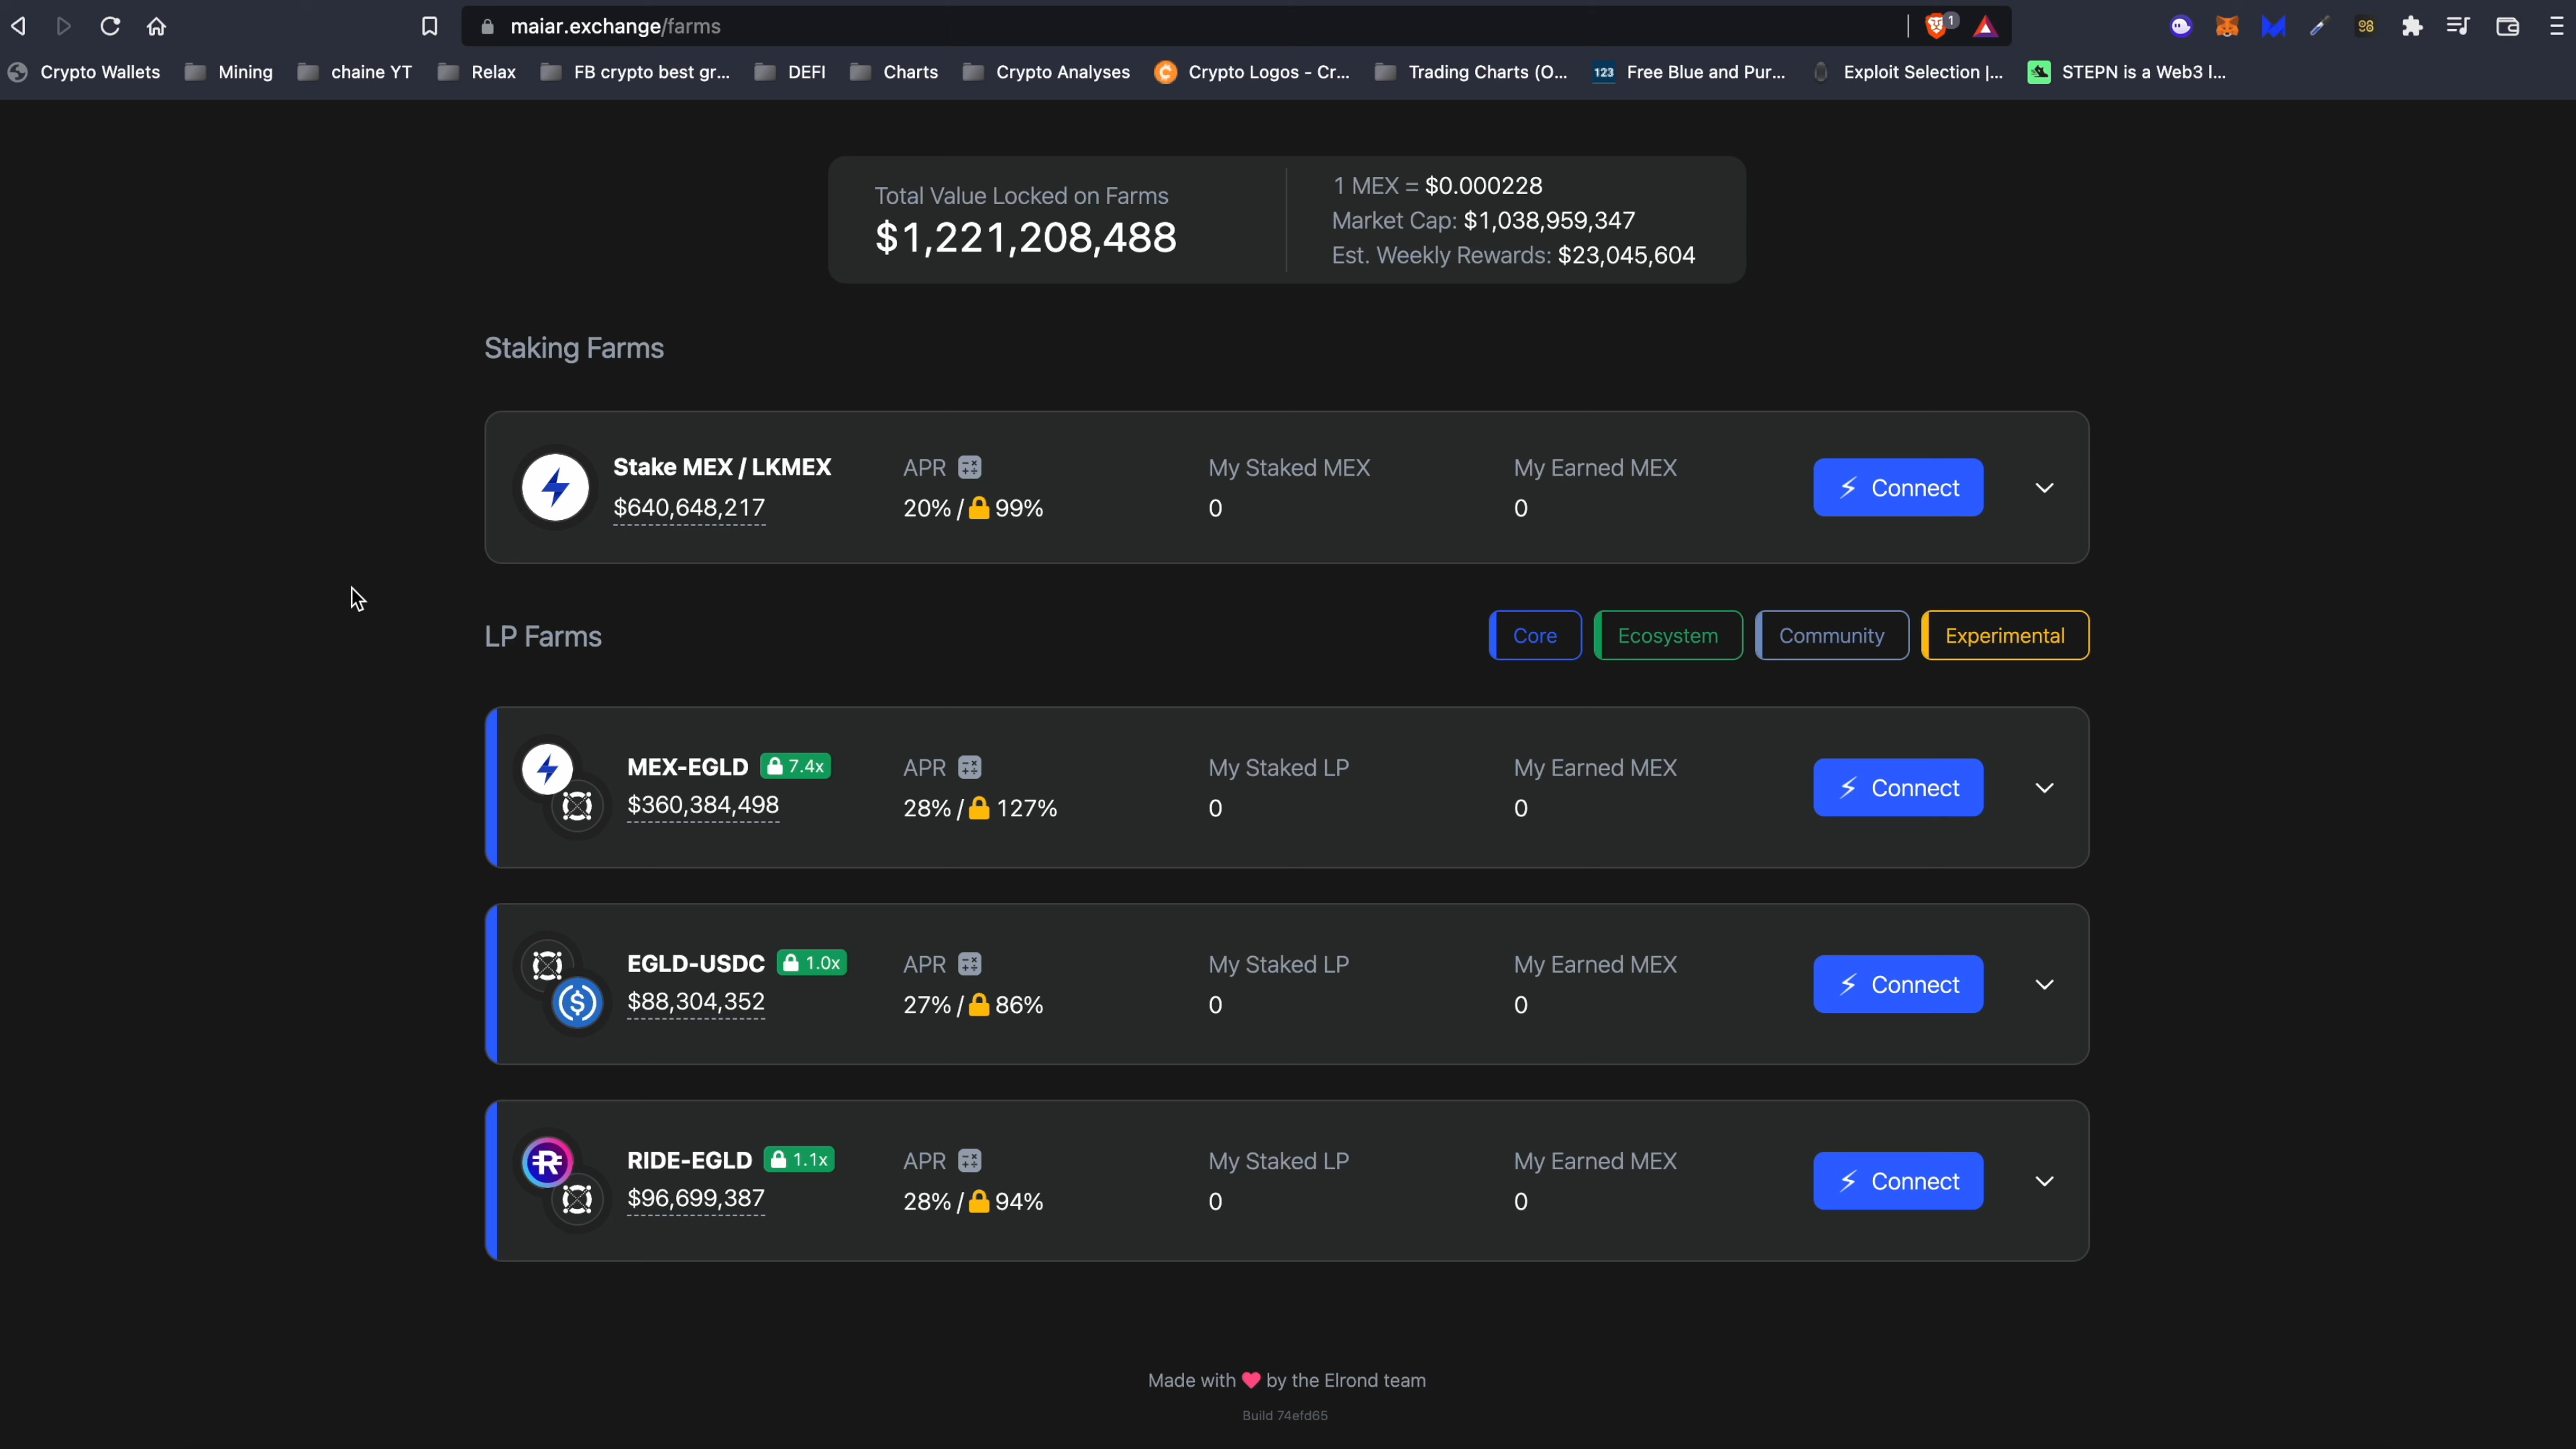 maiar.exchange/farms
1
98
Crypto Wallets
Mining
chaine YT
Relax
FB crypto best gr...
DEFI
Charts
Crypto Analyses
Crypto Logos - Cr...
Trading Charts (O...
123
Free Blue and Pur...
Exploit Selection |...
STEPN is a Web3 l...
Total Value Locked on Farms
$1,221,208,488
1 MEX = $0.000228
Market Cap: $1,038,959,347
Est. Weekly Rewards: $23,045,604
Staking Farms
Stake MEX / LKMEX
$640,648,217
APR
20% / 99%
My Staked MEX
0
My Earned MEX
0
Connect
LP Farms
Core
Ecosystem
Community
Experimental
MEX-EGLD 7.4x
$360,384,498
APR
28% / 127%
My Staked LP
0
My Earned MEX
0
Connect
EGLD-USDC 1.0x
$88,304,352
APR
27% / 86%
My Staked LP
0
My Earned MEX
0
Connect
RIDE-EGLD 1.1x
$96,699,387
APR
28% / 94%
My Staked LP
0
My Earned MEX
0
Connect
Made with ❤ by the Elrond team
Build 74efd65